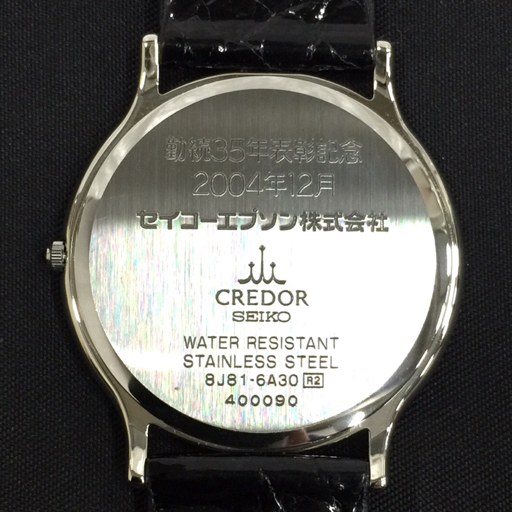 勤続35年表彰記念
2004年12月
セイコーエプソン株式会社
CREDOR
SEIKO
WATER RESISTANT
STAINLESS STEEL
8J81-6A30 R2
400090